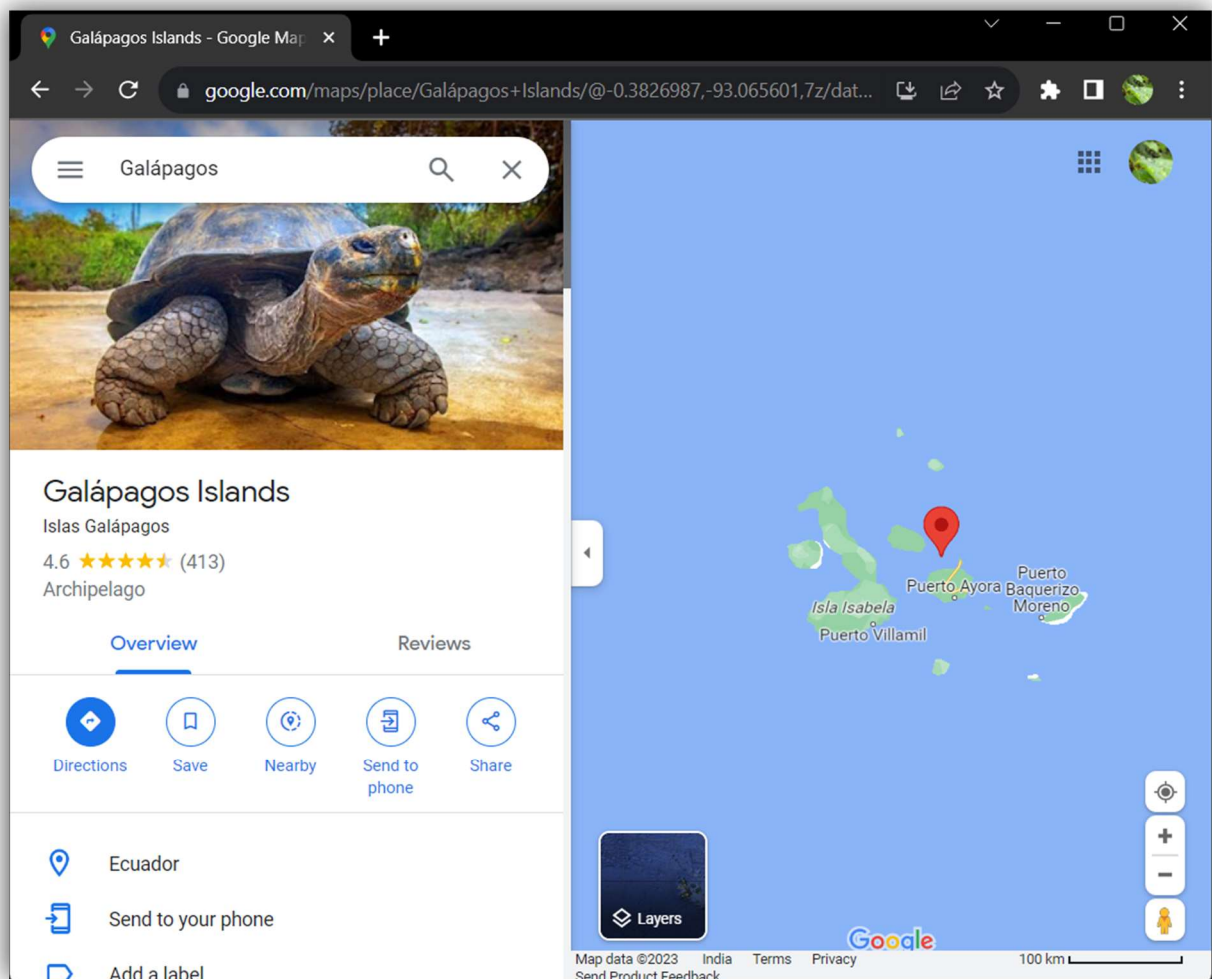 Galápagos Islands - Google Map
google.com/maps/place/Galápagos+Islands/@-0.3826987,-93.065601,7z/dat...
Galápagos
Galápagos Islands
Islas Galápagos
4.6 (413)
Archipelago
Overview Reviews
Directions Save Nearby Send to phone Share
Ecuador
Send to your phone
Add a label
Puerto Ayora
Puerto
Baquerizo
Moreno
Isla Isabela
Puerto Villamil
Layers
Google
Map data ©2023 India Terms Privacy 100 km
Send Product Feedback